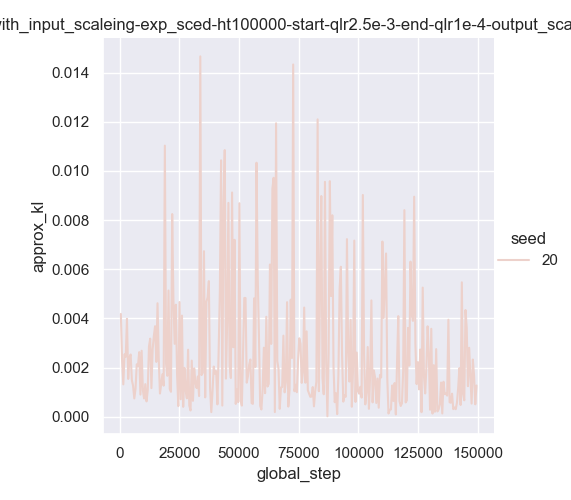 with_input_scaleing-exp_sced-ht100000-start-qlr2.5e-3-end-qlr1e-4-output_sca
0.014
0.012
0.010
0.008
0.006
0.004
0.002
0.000
approx_kl
0 25000 50000 75000 100000 125000 150000
global_step
seed
20